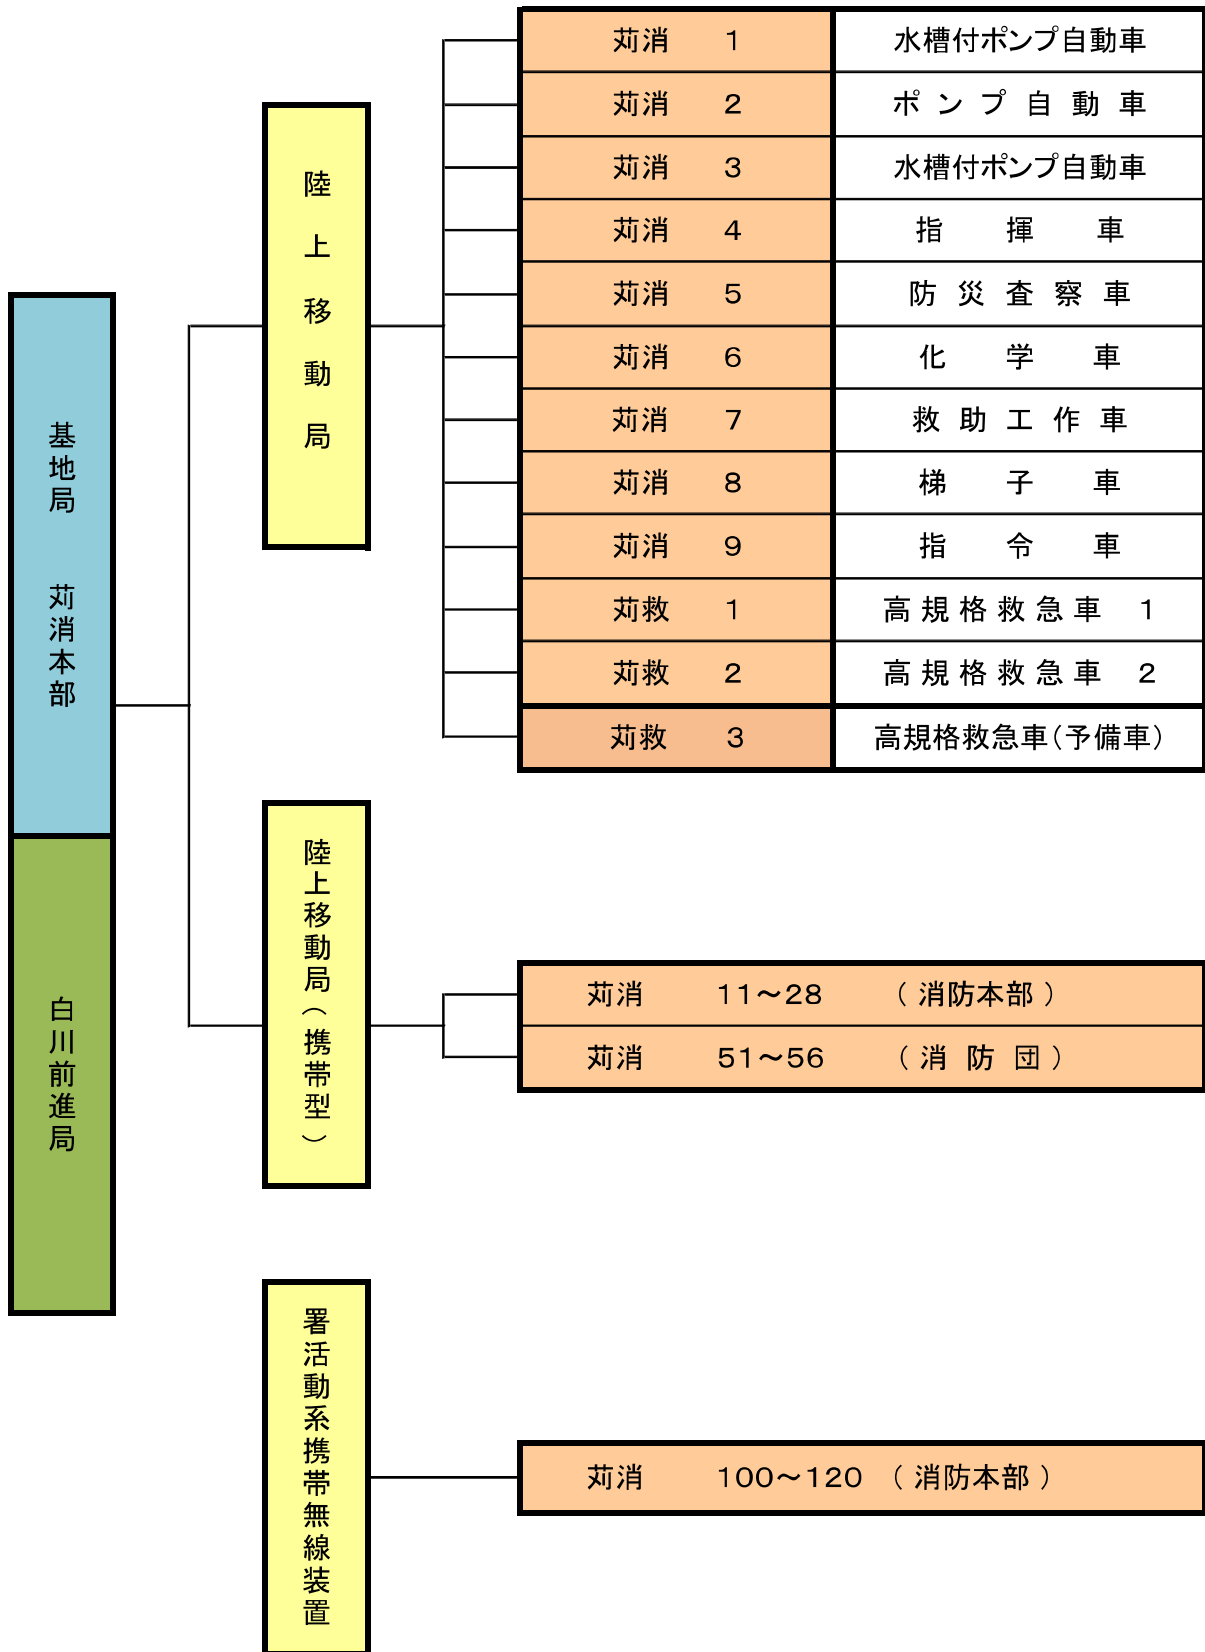 基地局 苅消本部
白川前進局
陸上移動局
苅消 1 水槽付ポンプ自動車
苅消 2 ポンプ自動車
苅消 3 水槽付ポンプ自動車
苅消 4 指揮車
苅消 5 防災査察車
苅消 6 化学車
苅消 7 救助工作車
苅消 8 梯子車
苅消 9 指令車
苅救 1 高規格救急車 1
苅救 2 高規格救急車 2
苅救 3 高規格救急車(予備車)
陸上移動局(携帯型)
苅消 11～28 (消防本部)
苅消 51～56 (消防団)
署活動系携帯無線装置
苅消 100～120 (消防本部)